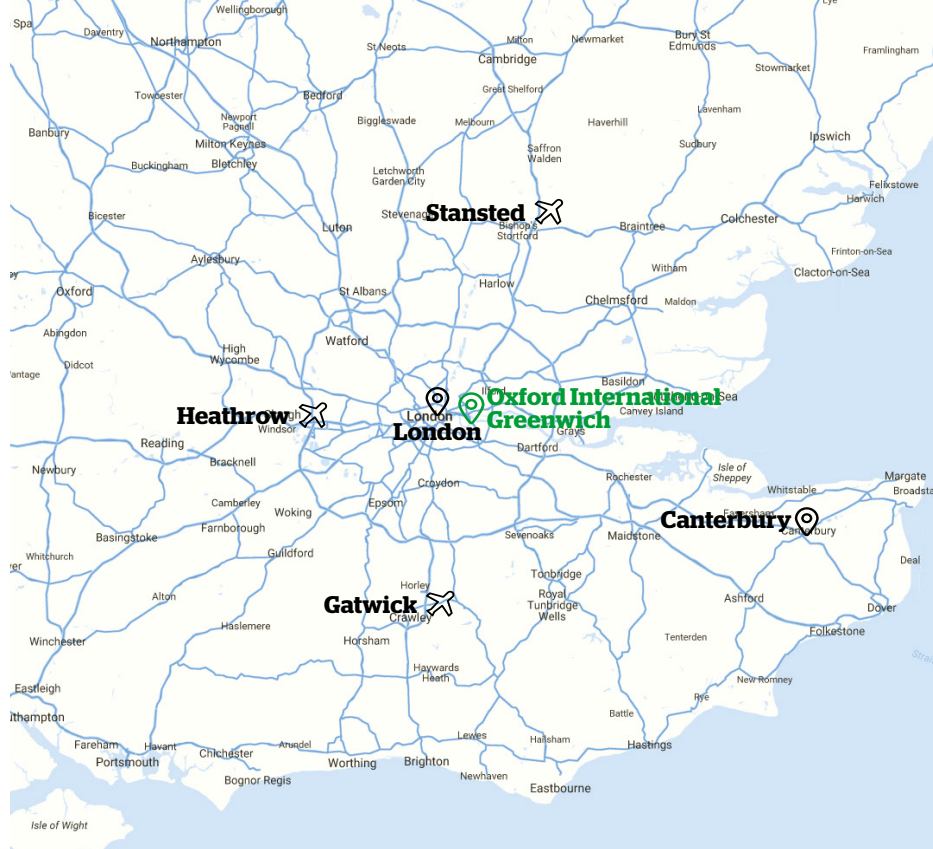 Wellingborough
Eye
Spa
Daventry
Northampton
St Neots
Milton
Newmarket
Bury St
Edmunds
Cambridge
Framlingham
Stowmarket
Great Shelford
Towcester
Bedford
Newport
Pagnell
Biggleswade
Melbourn
Haverhill
Lavenham
Banbury
Milton Keynes
Sudbury
Ipswich
Buckingham
Bletchley
Saffron
Walden
Letchworth
Garden City
Felixstowe
Harwich
Bicester
Stevenag
Stansted
Bishop's
Stortford
Braintree
Colchester
Luton
Frinton-on-Sea
Aylesbury
Witham
Clacton-on-Sea
Oxford
St Albans
Harlow
Chelmsford
Maldon
Abingdon
Watford
High
Wycombe
Didcot
antage
Basildon
Oxford International
Greenwich
Canvey Island
Heathrow
Windsor
London
London
Grays
Reading
Dartford
Newbury
Bracknell
Isle of
Sheppey
Margate
Croydon
Rochester
Whitstable
Broadsta
Camberley
Woking
Epsom
Canterbury
Farnborough
Basingstoke
Sevenoaks
Maidstone
Whitchurch
Guildford
Deal
ver
Tonbridge
Horley
Royal
Tunbridge
Wells
Alton
Gatwick
Crawley
Ashford
Dover
Haslemere
Folkestone
Winchester
Horsham
Tenterden
Haywards
Heath
New Romney
Eastleigh
Rye
Battle
uthampton
Lewes
Hailsham
Hastings
Fareham
Havant
Chichester
Arundel
Portsmouth
Worthing
Brighton
Newhaven
Bognor Regis
Eastbourne
Isle of Wight